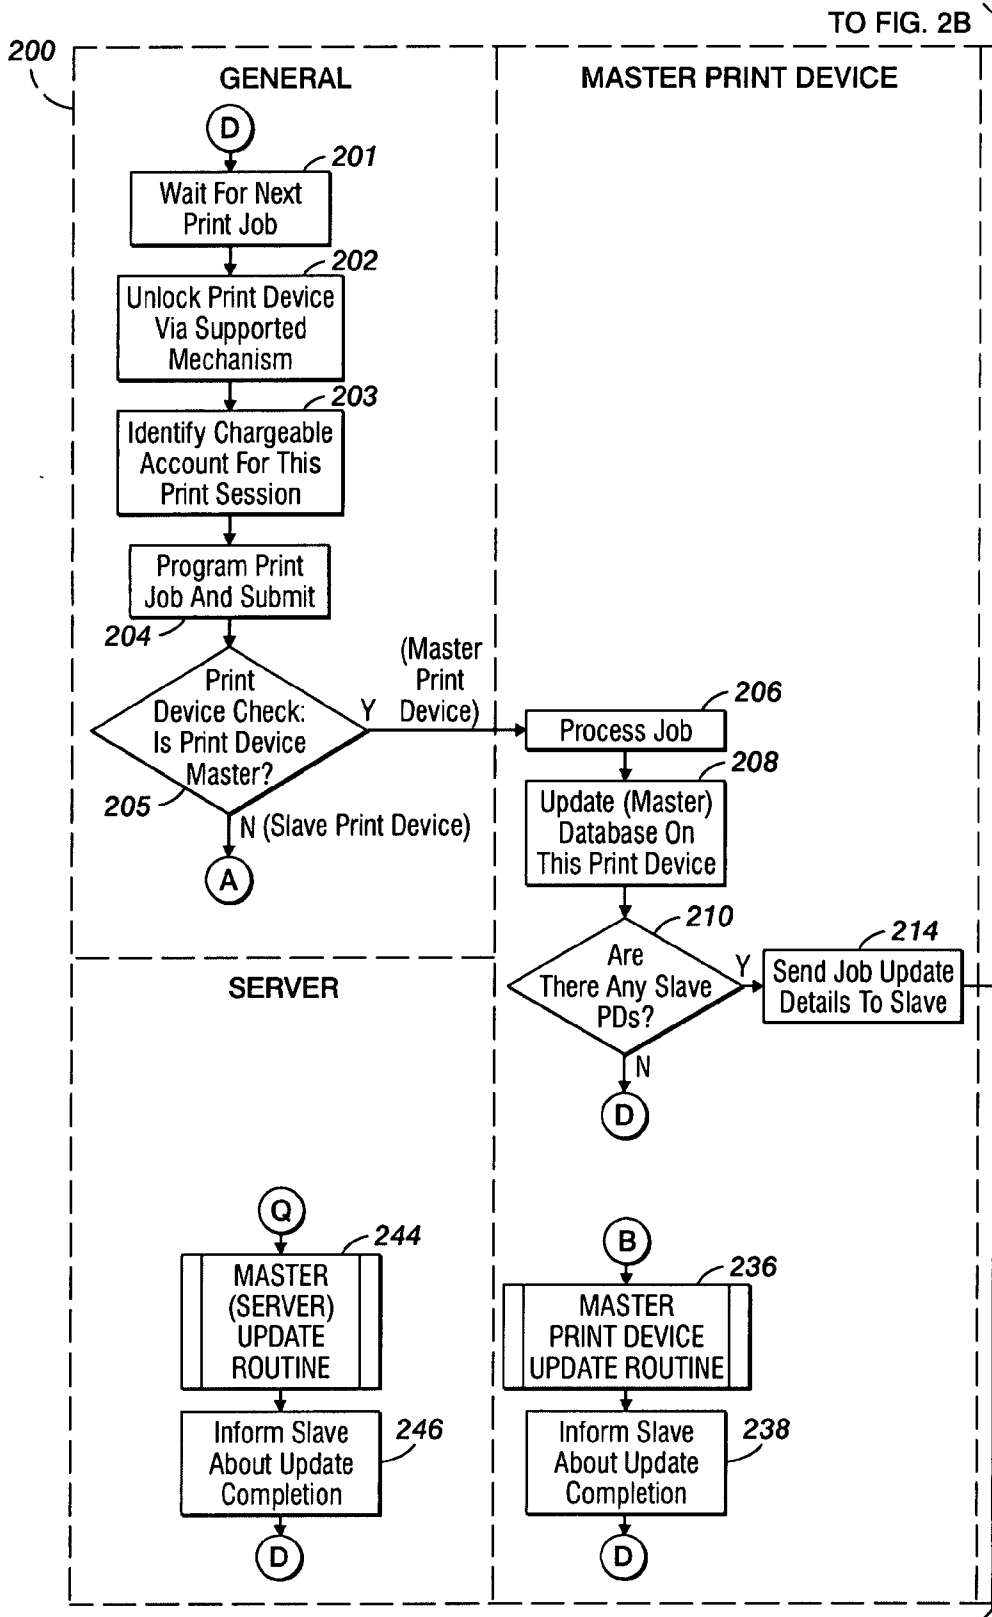 TO FIG. 2B
200
GENERAL
D
201
Wait For Next
Print Job
202
Unlock Print Device
Via Supported
Mechanism
203
Identify Chargeable
Account For This
Print Session
Program Print
Job And Submit
204
Print
Device Check:
Is Print Device
Master?
205
Y
(Master
Print
Device)
N (Slave Print Device)
A
MASTER PRINT DEVICE
206
Process Job
208
Update (Master)
Database On
This Print Device
210
Are
There Any Slave
PDs?
Y
214
Send Job Update
Details To Slave
N
D
SERVER
Q
244
MASTER
(SERVER)
UPDATE
ROUTINE
246
Inform Slave
About Update
Completion
D
B
236
MASTER
PRINT DEVICE
UPDATE ROUTINE
238
Inform Slave
About Update
Completion
D